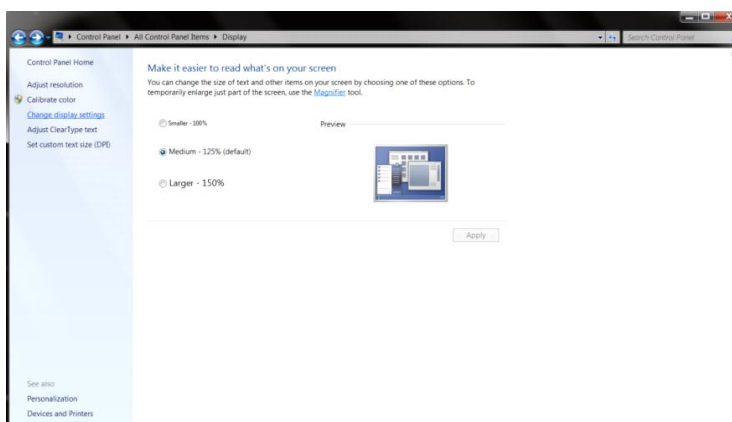 Control Panel ▸ All Control Panel Items ▸ Display
Search Control Panel
Control Panel Home
Adjust resolution
Calibrate color
Change display settings
Adjust ClearType text
Set custom text size (DPI)
See also
Personalization
Devices and Printers
Make it easier to read what's on your screen
You can change the size of text and other items on your screen by choosing one of these options. To
temporarily enlarge just part of the screen, use the Magnifier tool.
Smaller - 100%
Preview
Medium - 125% (default)
Larger - 150%
Apply